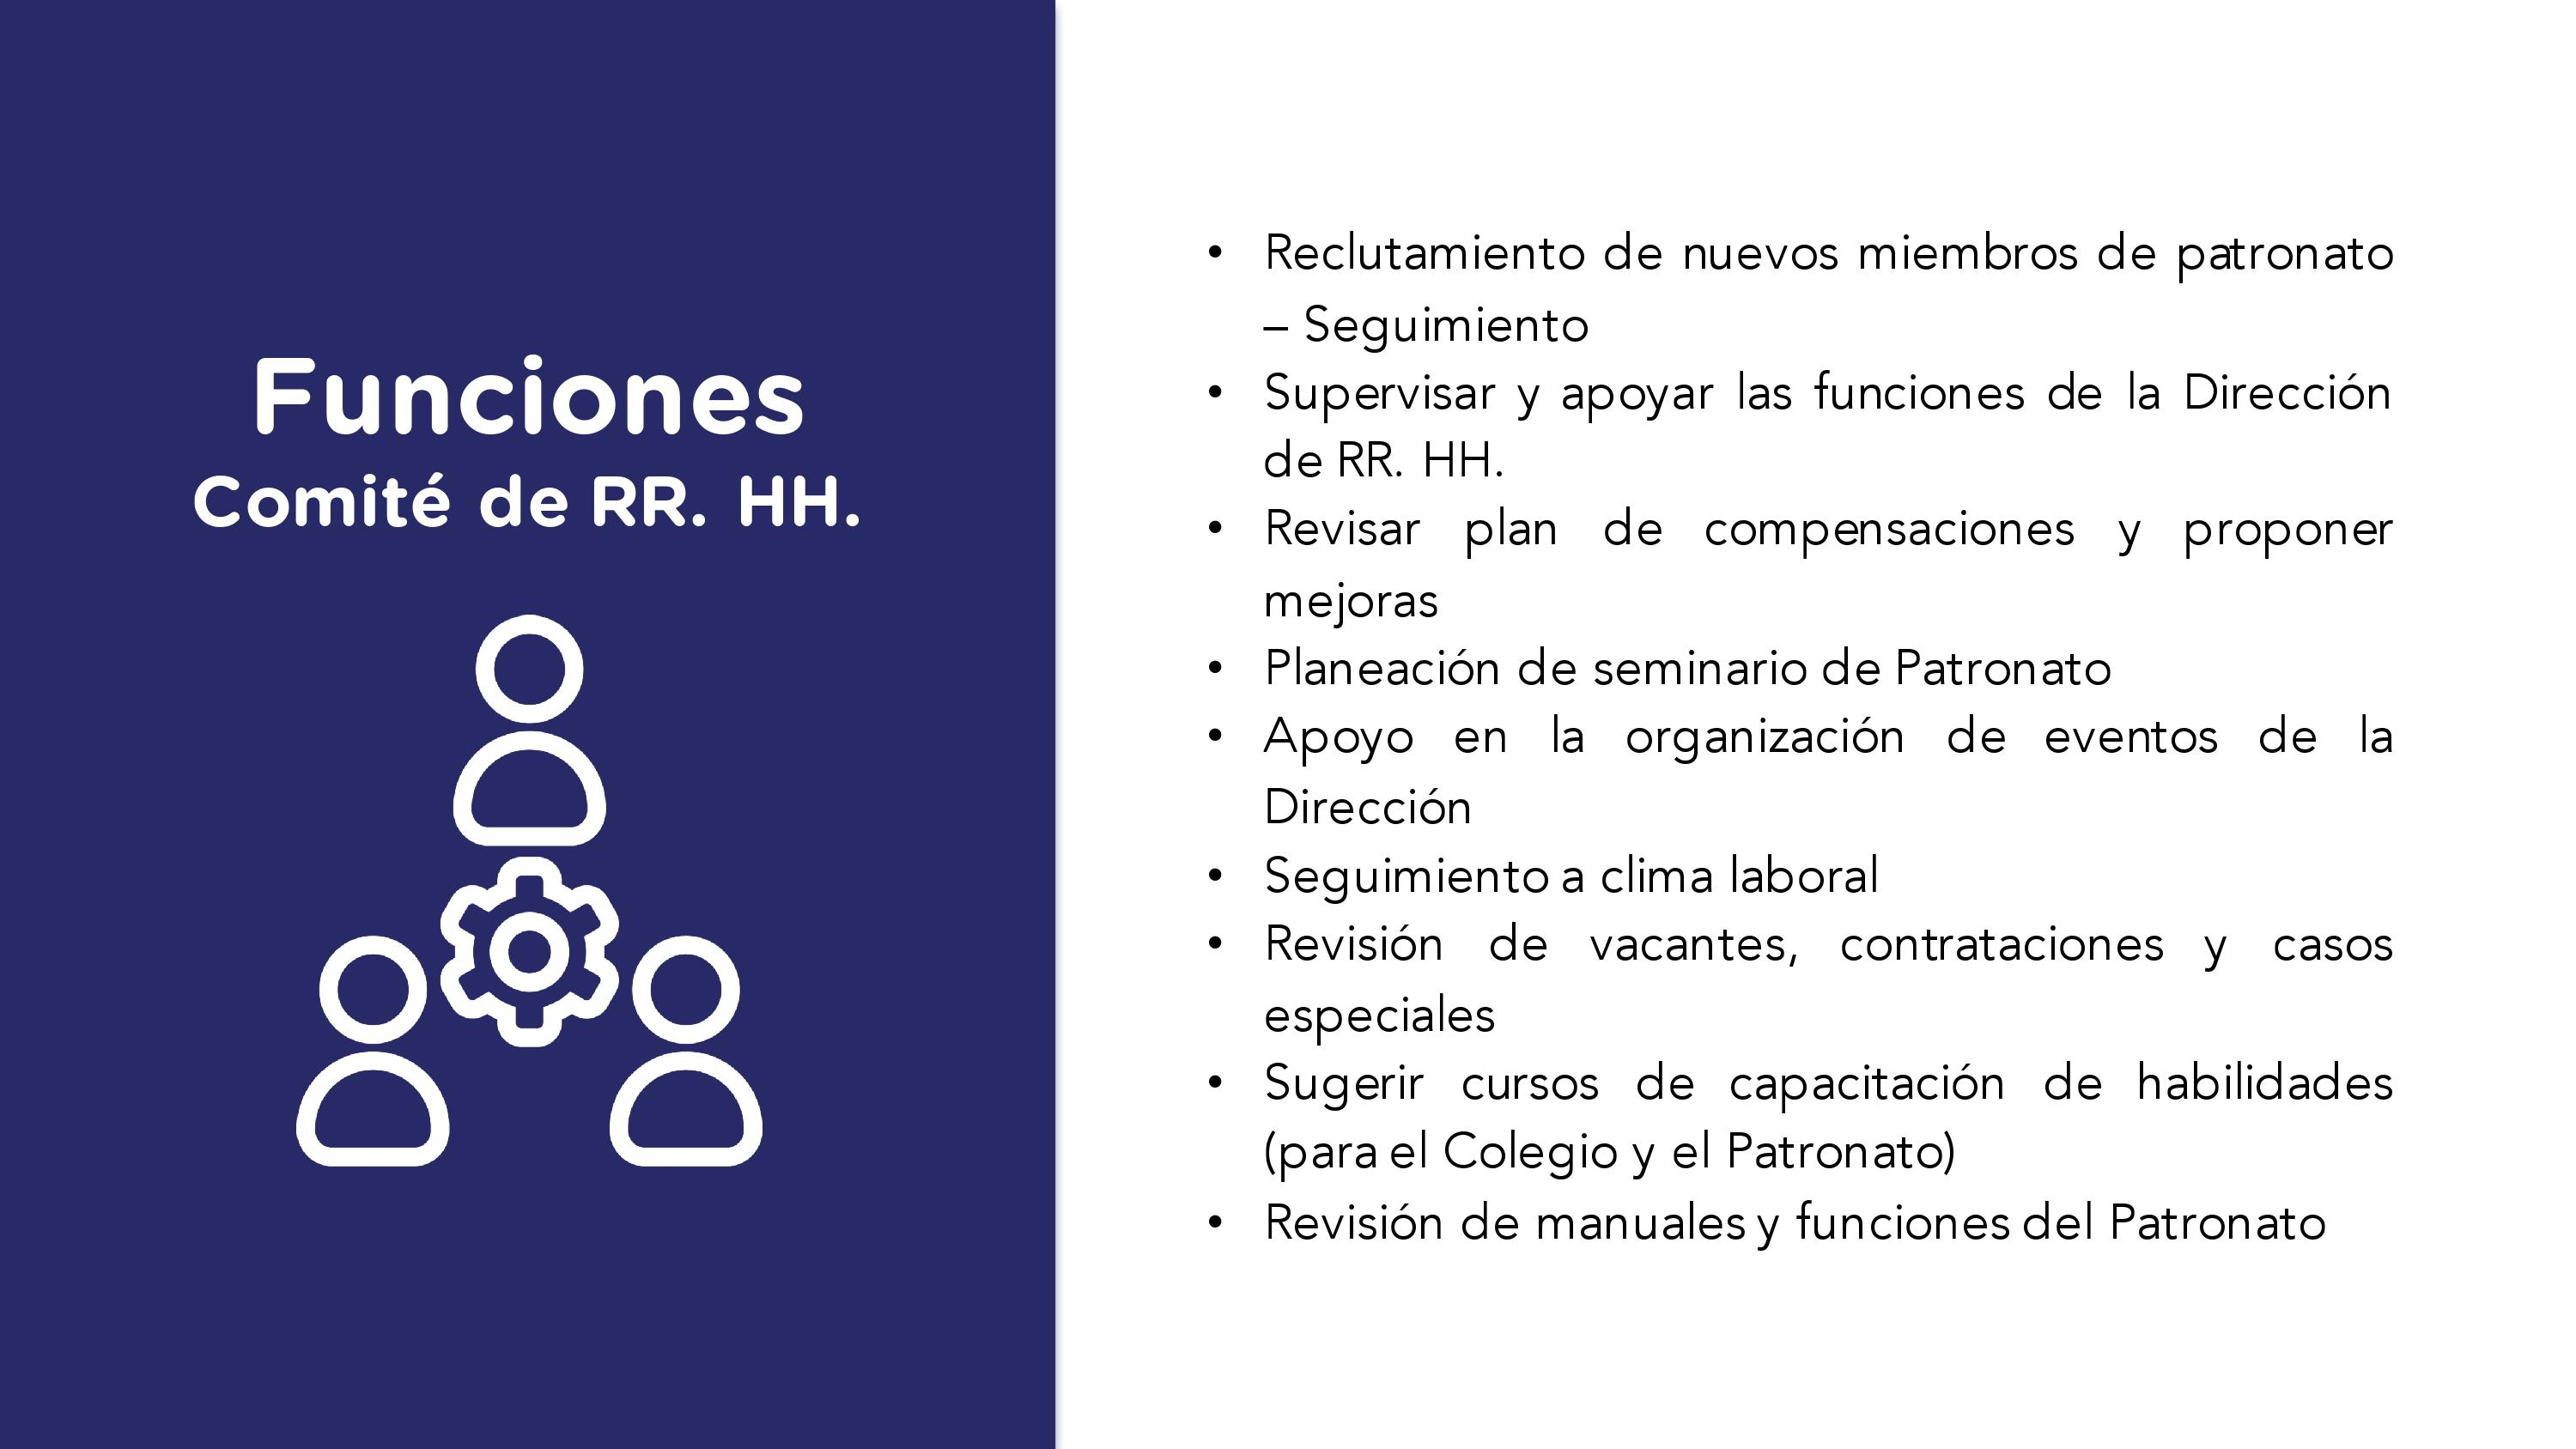 Funciones
Comité de RR. HH.
• Reclutamiento de nuevos miembros de patronato
– Seguimiento
• Supervisar y apoyar las funciones de la Dirección
de RR. HH.
• Revisar plan de compensaciones y proponer
mejoras
• Planeación de seminario de Patronato
• Apoyo en la organización de eventos de la
Dirección
• Seguimiento a clima laboral
• Revisión de vacantes, contrataciones y casos
especiales
• Sugerir cursos de capacitación de habilidades
(para el Colegio y el Patronato)
• Revisión de manuales y funciones del Patronato